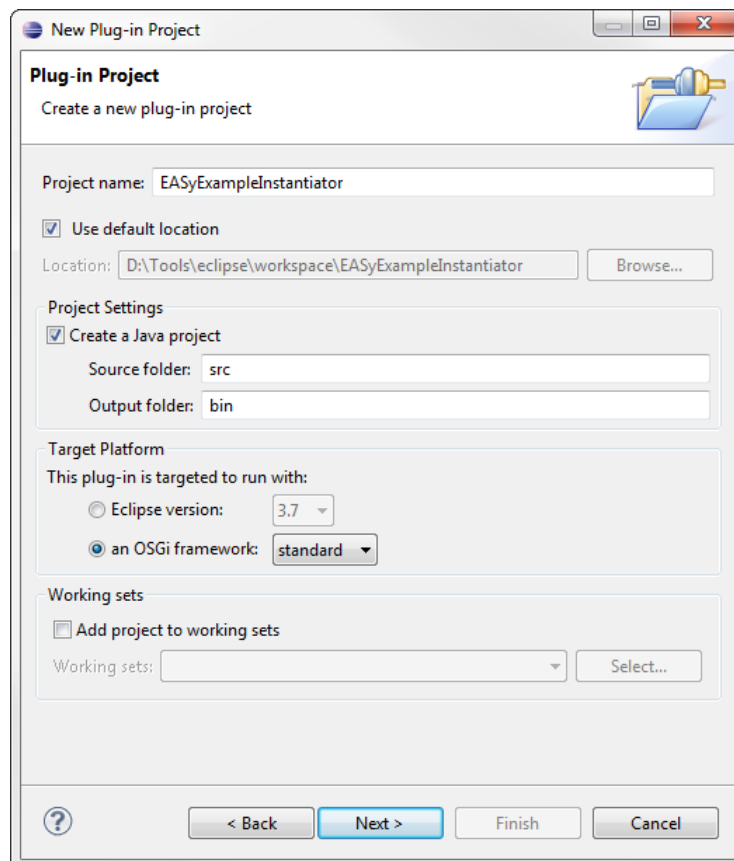 New Plug-in Project
Plug-in Project
Create a new plug-in project
Project name: EASyExampleInstantiator
Use default location
Location: D:\Tools\eclipse\workspace\EASyExampleInstantiator Browse...
Project Settings
Create a Java project
Source folder: src
Output folder: bin
Target Platform
This plug-in is targeted to run with:
Eclipse version: 3.7
an OSGi framework: standard
Working sets
Add project to working sets
Working sets: Select...
? < Back Next > Finish Cancel